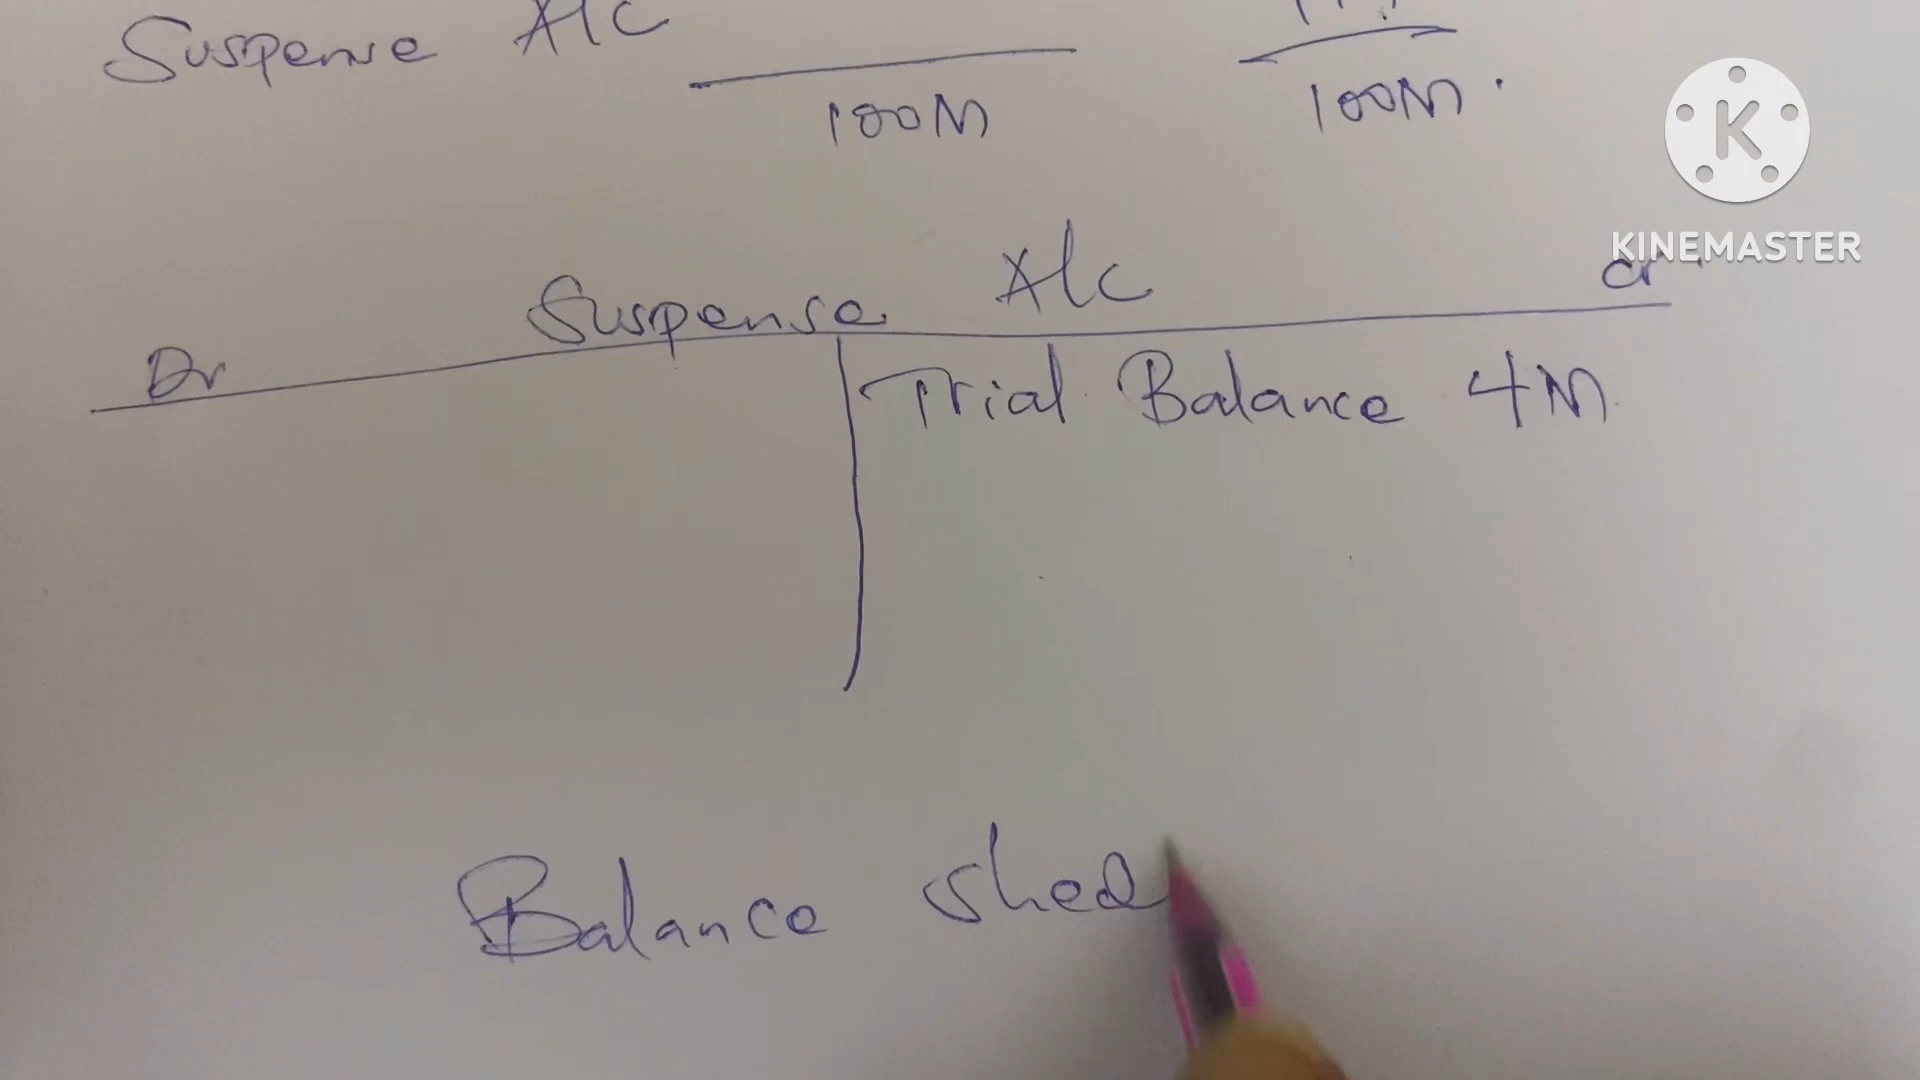 Suspense A/C
100M 100M.
K
KINEMASTER
Suspense A/C
Dr Cr.
Trial Balance 4M
Balance shee